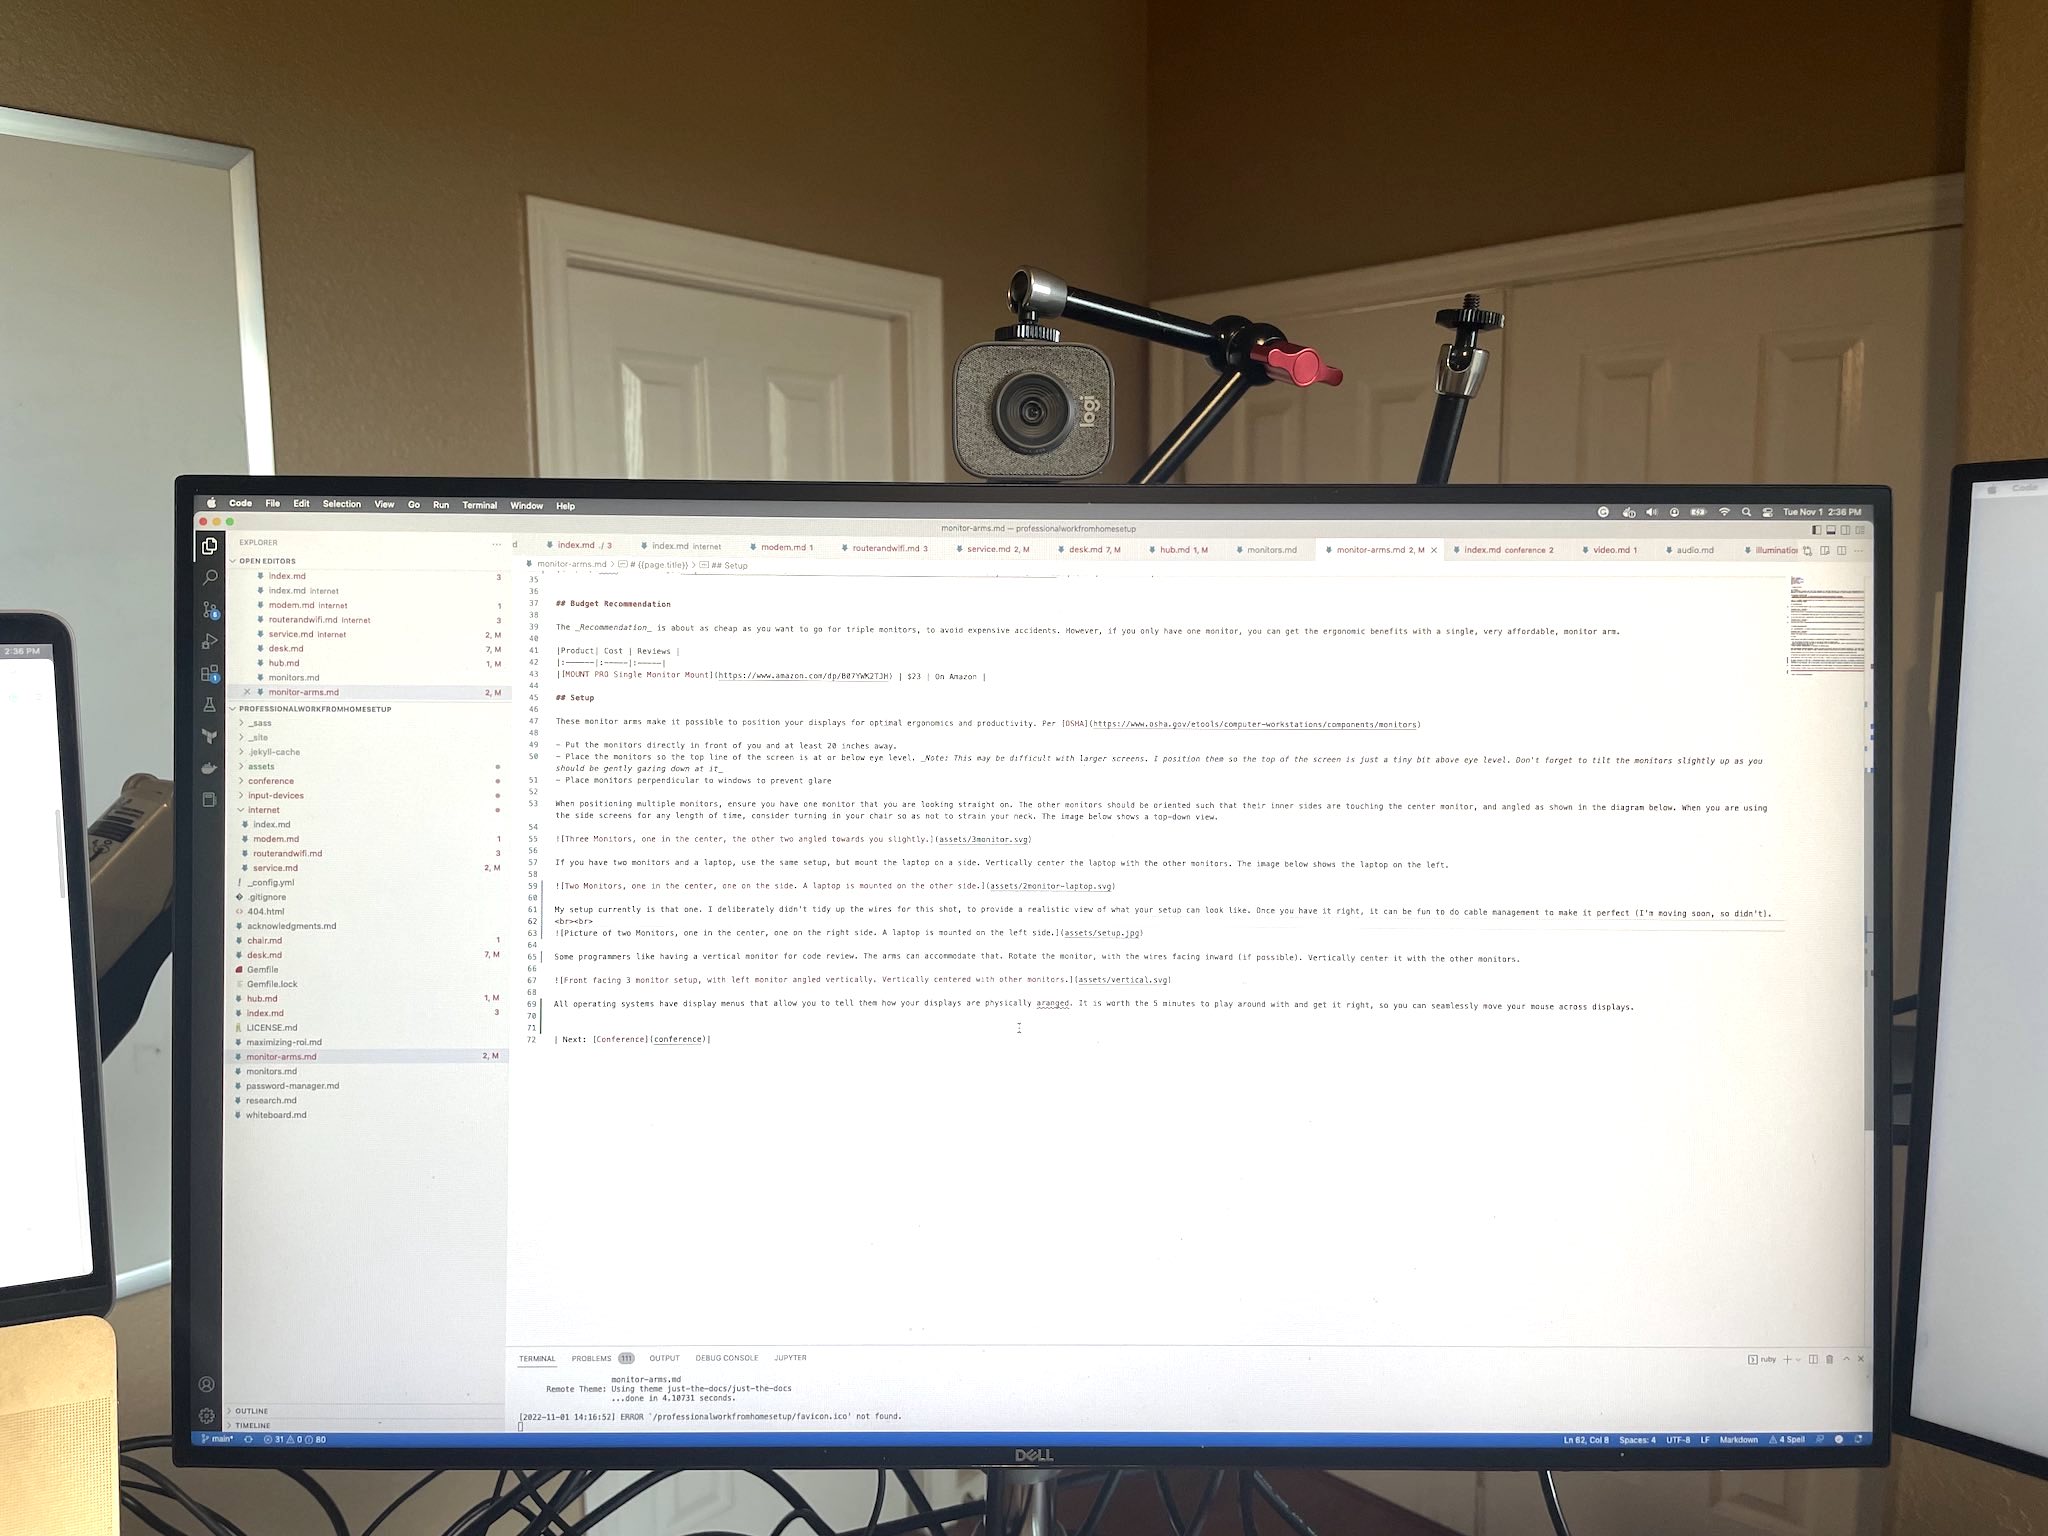 logi
Code File Edit Selection View Go Run Terminal Window Help
Tue Nov 1 2:36 PM
2:36 PM
Code
monitor-arms.md — professionalworkfromhomesetup
EXPLORER
d index.md ./ 3 index.md internet modem.md 1 routerandwifi.md 3 service.md 2, M desk.md 7, M hub.md 1, M monitors.md monitor-arms.md 2, M index.md conference 2 video.md 1 audio.md illuminatio
monitor-arms.md > # {{page.title}} > ## Setup
OPEN EDITORS
index.md 3
index.md internet
modem.md internet 1
routerandwifi.md internet 3
service.md internet 2, M
desk.md 7, M
hub.md 1, M
monitors.md
monitor-arms.md 2, M
PROFESSIONALWORKFROMHOMESETUP
_sass
_site
.jekyll-cache
assets
conference
input-devices
internet
index.md
modem.md 1
routerandwifi.md 3
service.md 2, M
_config.yml
.gitignore
404.html
acknowledgments.md
chair.md 1
desk.md 7, M
Gemfile
Gemfile.lock
hub.md 1, M
index.md 3
LICENSE.md
maximizing-roi.md
monitor-arms.md 2, M
monitors.md
password-manager.md
research.md
whiteboard.md
OUTLINE
TIMELINE
35
36
37 ## Budget Recommendation
38
39 The _Recommendation_ is about as cheap as you want to go for triple monitors, to avoid expensive accidents. However, if you only have one monitor, you can get the ergonomic benefits with a single, very affordable, monitor arm.
40
41 |Product| Cost | Reviews |
42 |:------|:-----|:-----|
43 |[MOUNT PRO Single Monitor Mount](https://www.amazon.com/dp/B07YWK2TJH) | $23 | On Amazon |
44
45 ## Setup
46
47 These monitor arms make it possible to position your displays for optimal ergonomics and productivity. Per [OSHA](https://www.osha.gov/etools/computer-workstations/components/monitors)
48
49 - Put the monitors directly in front of you and at least 20 inches away.
50 - Place the monitors so the top line of the screen is at or below eye level. _Note: This may be difficult with larger screens. I position them so the top of the screen is just a tiny bit above eye level. Don't forget to tilt the monitors slightly up as you
should be gently gazing down at it_
51 - Place monitors perpendicular to windows to prevent glare
52
53 When positioning multiple monitors, ensure you have one monitor that you are looking straight on. The other monitors should be oriented such that their inner sides are touching the center monitor, and angled as shown in the diagram below. When you are using
the side screens for any length of time, consider turning in your chair so as not to strain your neck. The image below shows a top-down view.
54
55 ![Three Monitors, one in the center, the other two angled towards you slightly.](assets/3monitor.svg)
56
57 If you have two monitors and a laptop, use the same setup, but mount the laptop on a side. Vertically center the laptop with the other monitors. The image below shows the laptop on the left.
58
59 ![Two Monitors, one in the center, one on the side. A laptop is mounted on the other side.](assets/2monitor-laptop.svg)
60
61 My setup currently is that one. I deliberately didn't tidy up the wires for this shot, to provide a realistic view of what your setup can look like. Once you have it right, it can be fun to do cable management to make it perfect (I'm moving soon, so didn't).
62 <br><br>
63 ![Picture of two Monitors, one in the center, one on the right side. A laptop is mounted on the left side.](assets/setup.jpg)
64
65 Some programmers like having a vertical monitor for code review. The arms can accommodate that. Rotate the monitor, with the wires facing inward (if possible). Vertically center it with the other monitors.
66
67 ![Front facing 3 monitor setup, with left monitor angled vertically. Vertically centered with other monitors.](assets/vertical.svg)
68
69 All operating systems have display menus that allow you to tell them how your displays are physically aranged. It is worth the 5 minutes to play around with and get it right, so you can seamlessly move your mouse across displays.
70
71
72 | Next: [Conference](conference)|
TERMINAL PROBLEMS 111 OUTPUT DEBUG CONSOLE JUPYTER
ruby
monitor-arms.md
Remote Theme: Using theme just-the-docs/just-the-docs
...done in 4.10731 seconds.
[2022-11-01 14:16:52] ERROR `/professionalworkfromhomesetup/favicon.ico' not found.
main* 31 0 80
Ln 62, Col 8 Spaces: 4 UTF-8 LF Markdown 4 Spell
DELL